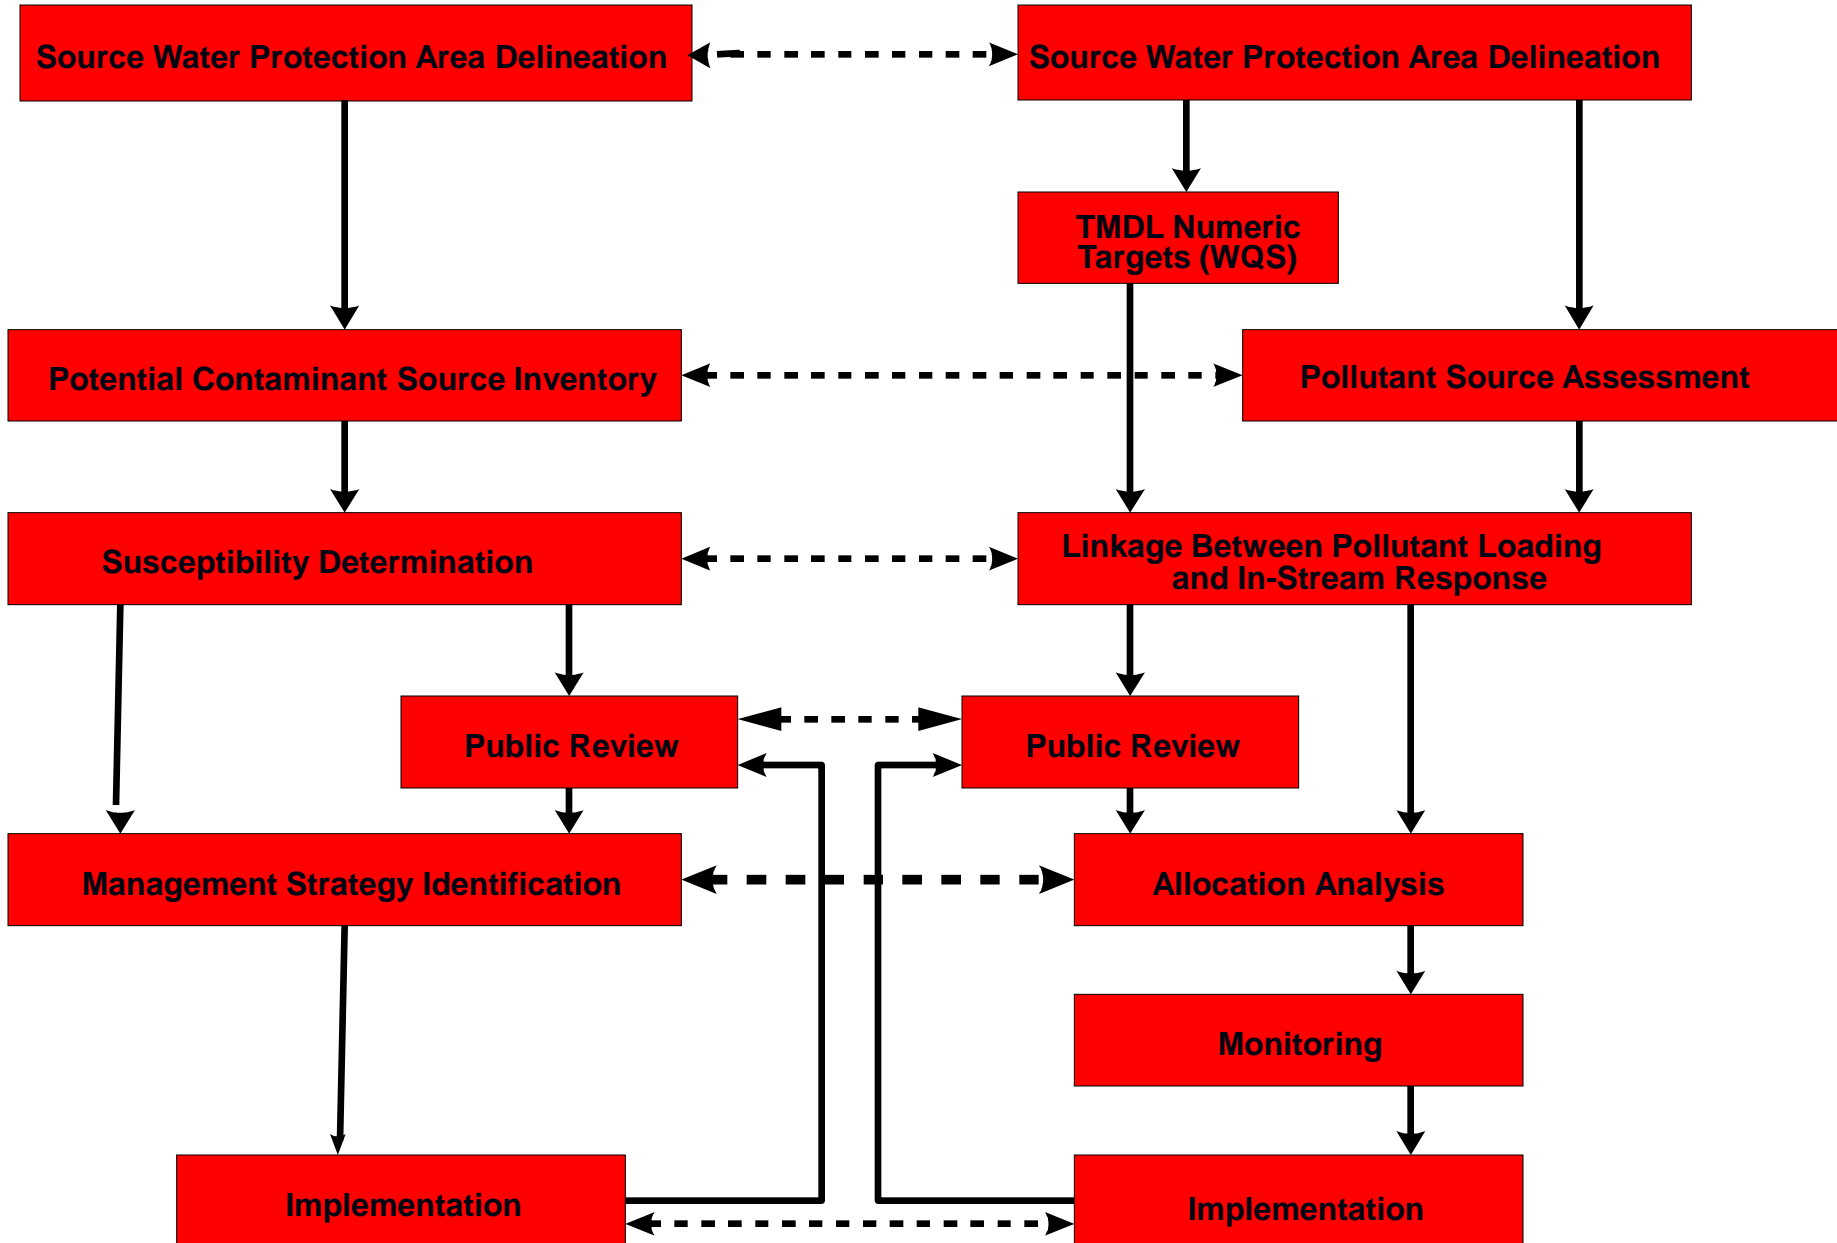 Source Water Protection Area Delineation
Source Water Protection Area Delineation
TMDL Numeric
Targets (WQS)
Potential Contaminant Source Inventory
Pollutant Source Assessment
Susceptibility Determination
Linkage Between Pollutant Loading
and In-Stream Response
Public Review
Public Review
Management Strategy Identification
Allocation Analysis
Monitoring
Implementation
Implementation